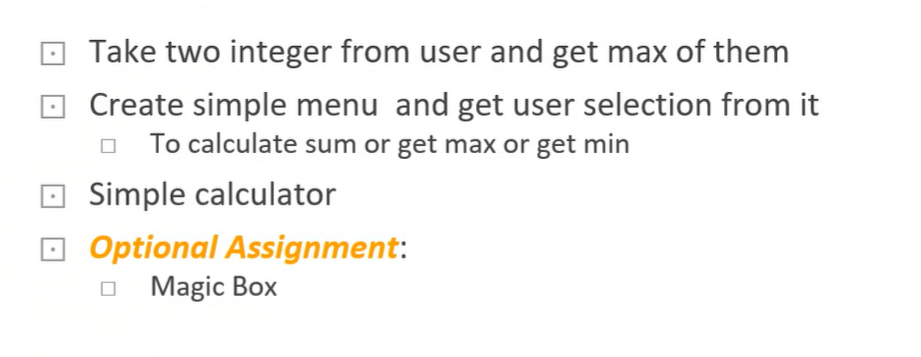 Take two integer from user and get max of them
Create simple menu and get user selection from it
To calculate sum or get max or get min
Simple calculator
Optional Assignment:
Magic Box